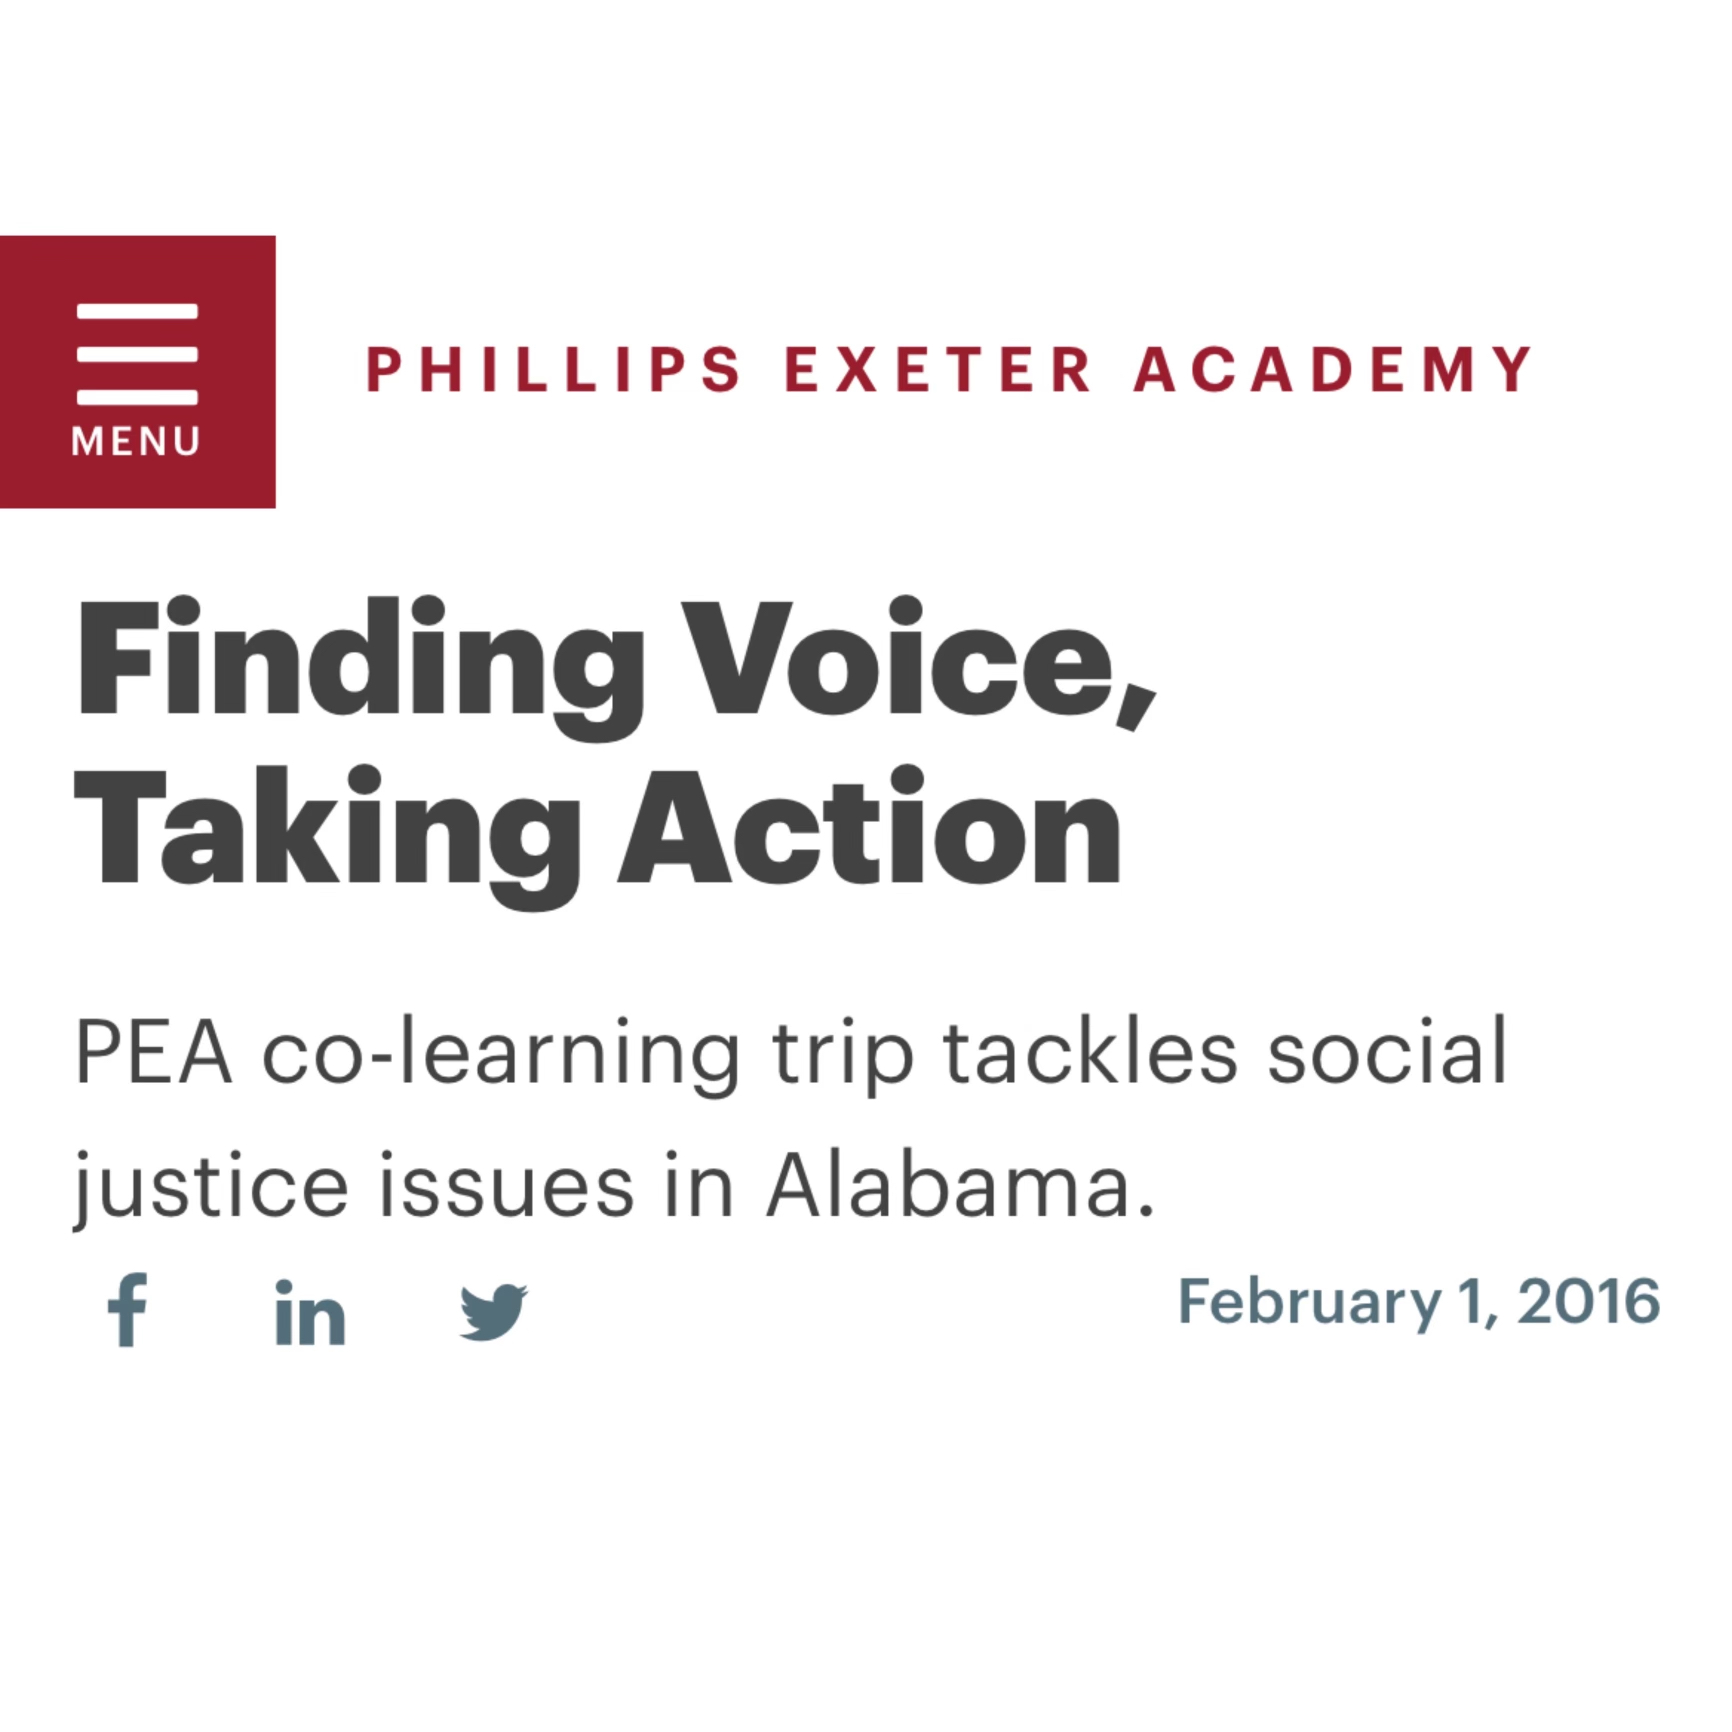 MENU
PHILLIPS EXETER ACADEMY
Finding Voice,
Taking Action
PEA co-learning trip tackles social
justice issues in Alabama.
f in February 1, 2016